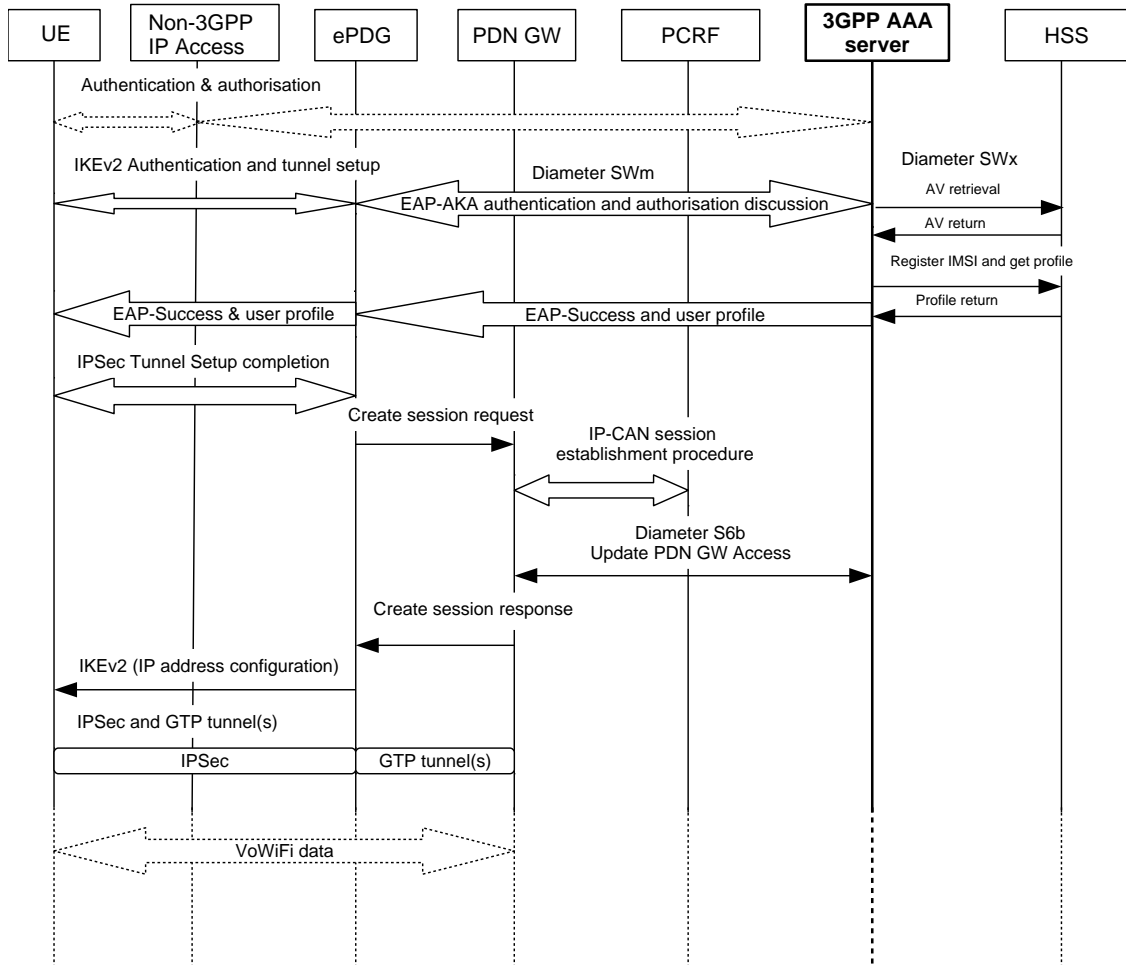 UE
Non-3GPP
IP Access
ePDG
PDN GW
PCRF
3GPP AAA
server
HSS
Authentication & authorisation
IKEv2 Authentication and tunnel setup
Diameter SWm
Diameter SWx
EAP-AKA authentication and authorisation discussion
AV retrieval
AV return
Register IMSI and get profile
EAP-Success & user profile
EAP-Success and user profile
Profile return
IPSec Tunnel Setup completion
Create session request
IP-CAN session
establishment procedure
Diameter S6b
Update PDN GW Access
Create session response
IKEv2 (IP address configuration)
IPSec and GTP tunnel(s)
IPSec
GTP tunnel(s)
VoWiFi data